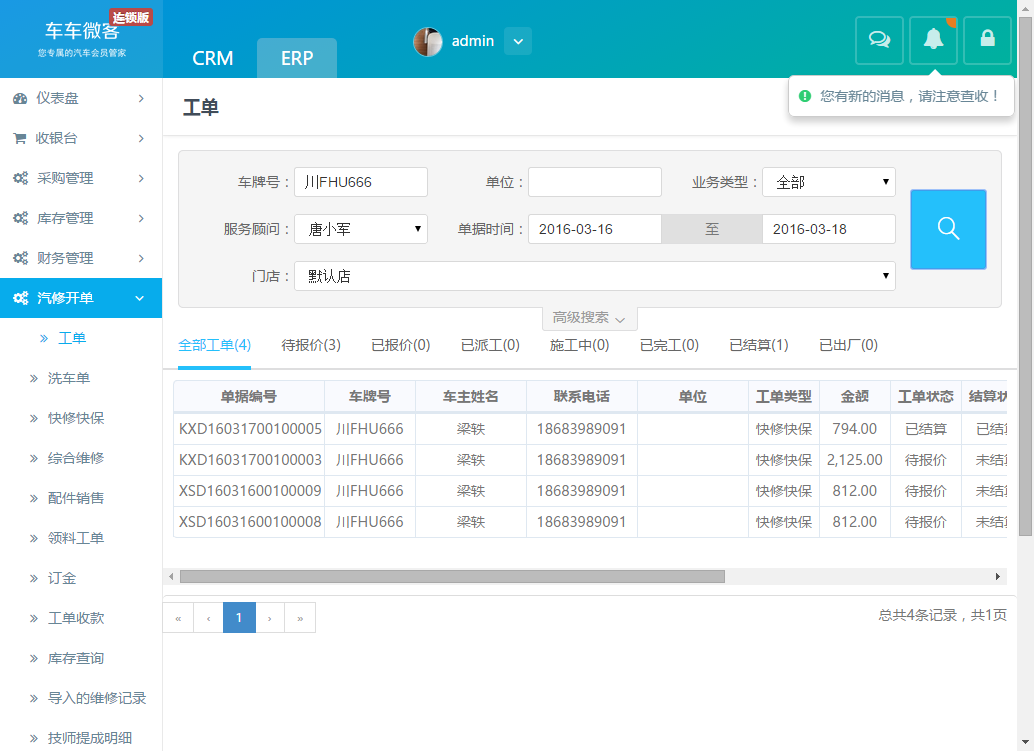 车车微客
连锁版
您专属的汽车会员管家
CRM
ERP
admin
您有新的消息，请注意查收！
仪表盘
收银台
采购管理
库存管理
财务管理
汽修开单
工单
洗车单
快修快保
综合维修
配件销售
领料工单
订金
工单收款
库存查询
导入的维修记录
技师提成明细
工单
车牌号： 川FHU666 单位： 业务类型： 全部
服务顾问： 唐小军 单据时间： 2016-03-16 至 2016-03-18
门店： 默认店
高级搜索
全部工单(4) 待报价(3) 已报价(0) 已派工(0) 施工中(0) 已完工(0) 已结算(1) 已出厂(0)
单据编号 车牌号 车主姓名 联系电话 单位 工单类型 金额 工单状态 结算状
KXD16031700100005 川FHU666 梁轶 18683989091 快修快保 794.00 已结算 已结
KXD16031700100003 川FHU666 梁轶 18683989091 快修快保 2,125.00 待报价 未结
XSD16031600100009 川FHU666 梁轶 18683989091 快修快保 812.00 待报价 未结
XSD16031600100008 川FHU666 梁轶 18683989091 快修快保 812.00 待报价 未结
« ‹ 1 › »
总共4条记录，共1页